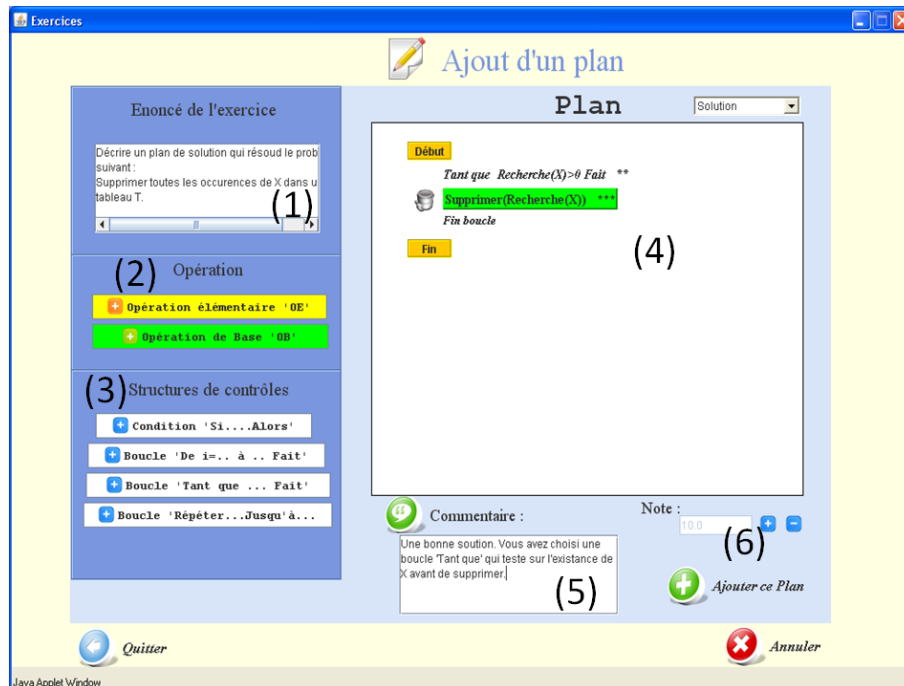 Exercices
Ajout d'un plan
Enoncé de l'exercice
Décrire un plan de solution qui résoud le prob
suivant :
Supprimer toutes les occurences de X dans u
tableau T.
(1)
(2)
Opération
Opération élémentaire 'OE'
Opération de Base 'OB'
(3)
Structures de contrôles
Condition 'Si....Alors'
Boucle 'De i=.. à .. Fait'
Boucle 'Tant que ... Fait'
Boucle 'Répéter...Jusqu'à...
Plan
Solution
Début
Tant que Recherche(X)>0 Fait **
Supprimer(Recherche(X)) ***
Fin boucle
Fin
(4)
Commentaire :
Une bonne soution. Vous avez choisi une
boucle 'Tant que' qui teste sur l'existance de
X avant de supprimer.
(5)
Note :
10.0
(6)
Ajouter ce Plan
Quitter
Annuler
Java Applet Window